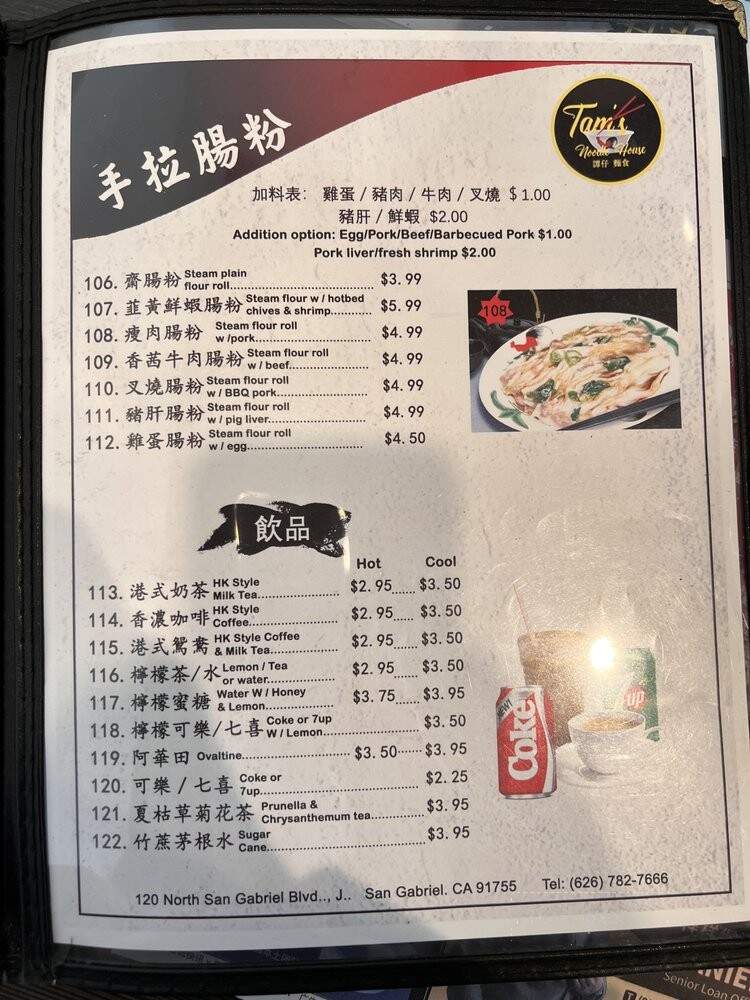 手拉腸粉
Tam's
Noodle House
譚仔 麵食
加料表: 雞蛋 / 豬肉 / 牛肉 / 叉燒 $1.00
豬肝 / 鮮蝦 $2.00
Addition option: Egg/Pork/Beef/Barbecued Pork $1.00
Pork liver/fresh shrimp $2.00
106. 齋腸粉 Steam plain flour roll.......... $3.99
107. 韮黃鮮蝦腸粉 Steam flour w / hotbed chives & shrimp.......... $5.99
108. 瘦肉腸粉 Steam flour roll w /pork.......... $4.99
109. 香茜牛肉腸粉 Steam flour roll w / beef.......... $4.99
110. 叉燒腸粉 Steam flour roll w / BBQ pork.......... $4.99
111. 豬肝腸粉 Steam flour roll w / pig liver.......... $4.99
112. 雞蛋腸粉 Steam flour roll w / egg.......... $4.50
108
飲品
Hot Cool
113. 港式奶茶 HK Style Milk Tea.......... $2.95...... $3.50
114. 香濃咖啡 HK Style Coffee.......... $2.95...... $3.50
115. 港式鴛鴦 HK Style Coffee & Milk Tea.......... $2.95...... $3.50
116. 檸檬茶/水 Lemon / Tea or water.......... $2.95...... $3.50
117. 檸檬蜜糖 Water W / Honey & Lemon.......... $3.75...... $3.95
118. 檸檬可樂/七喜 Coke or 7up W / Lemon.......... $3.50
119. 阿華田 Ovaltine.......... $3.50...... $3.95
120. 可樂 / 七喜 Coke or 7up.......... $2.25
121. 夏枯草菊花茶 Prunella & Chrysanthemum tea.......... $3.95
122. 竹蔗茅根水 Sugar Cane.......... $3.95
NEW!
Coke
up
120 North San Gabriel Blvd.., J.. San Gabriel. CA 91755 Tel: (626) 782-7666
Senior Loan